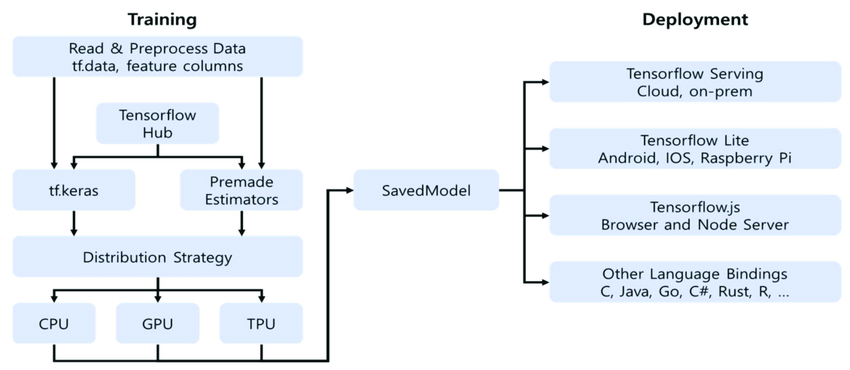 Training
Deployment
Read & Preprocess Data
tf.data, feature columns
Tensorflow
Hub
tf.keras
Premade
Estimators
Distribution Strategy
CPU
GPU
TPU
SavedModel
Tensorflow Serving
Cloud, on-prem
Tensorflow Lite
Android, IOS, Raspberry Pi
Tensorflow.js
Browser and Node Server
Other Language Bindings
C, Java, Go, C#, Rust, R, ...